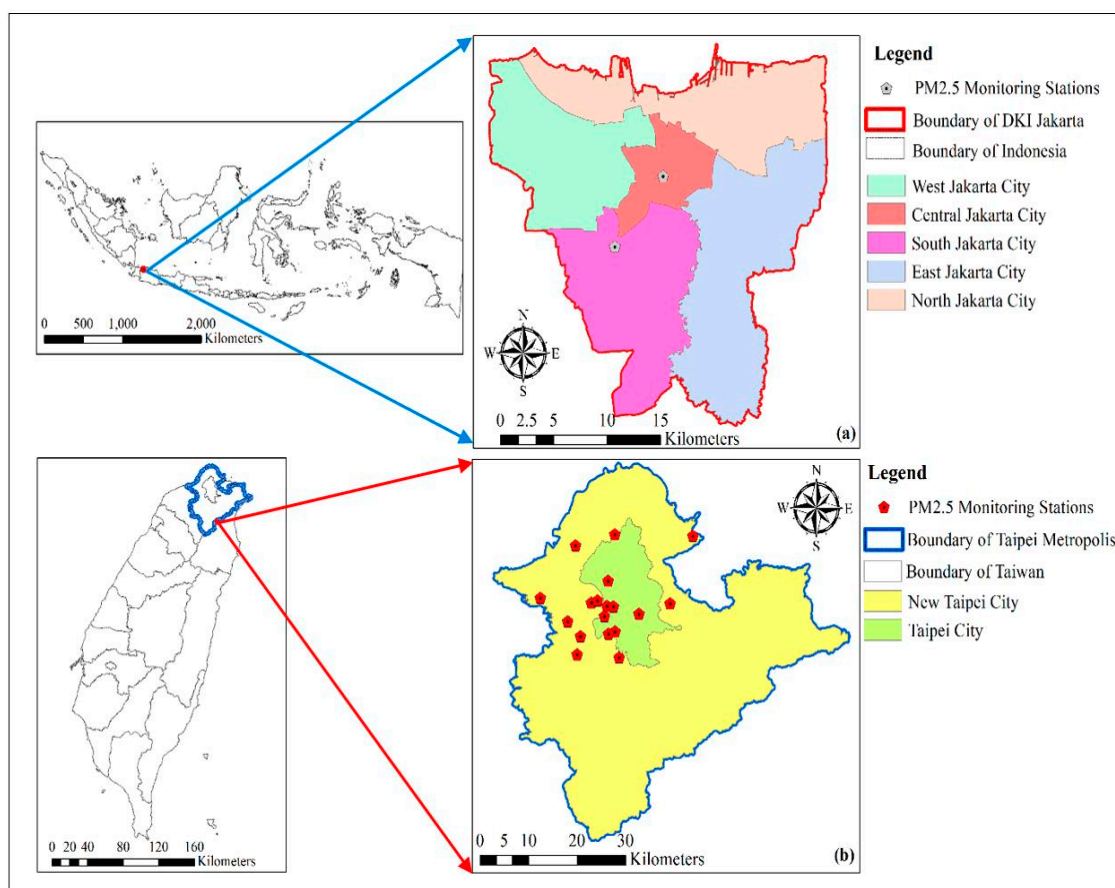 N
W E
S
0 2.5 5 10 15
Kilometers
(a)
Legend
PM2.5 Monitoring Stations
Boundary of DKI Jakarta
Boundary of Indonesia
West Jakarta City
Central Jakarta City
South Jakarta City
East Jakarta City
North Jakarta City
0 500 1,000 2,000
Kilometers
0 20 40 80 120 160
Kilometers
N
W E
S
0 5 10 20 30
Kilometers
(b)
Legend
PM2.5 Monitoring Stations
Boundary of Taipei Metropolis
Boundary of Taiwan
New Taipei City
Taipei City